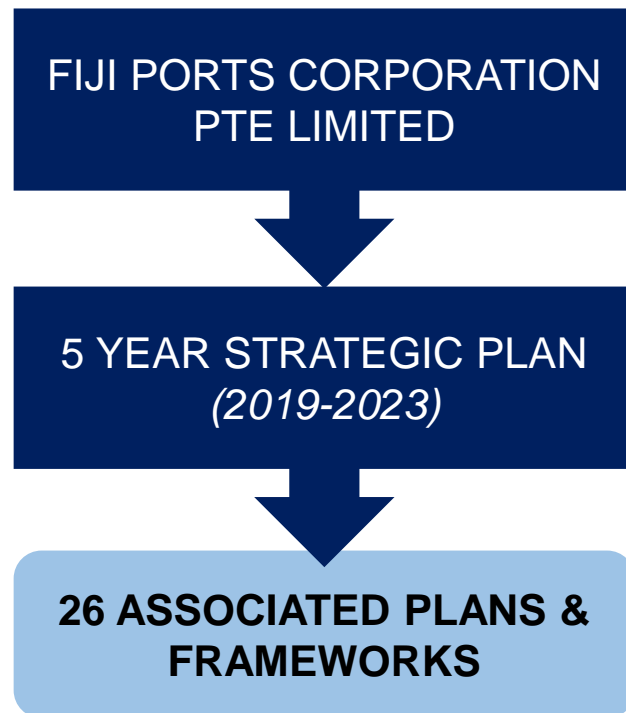 FIJI PORTS CORPORATION
PTE LIMITED
5 YEAR STRATEGIC PLAN
(2019-2023)
26 ASSOCIATED PLANS &
FRAMEWORKS